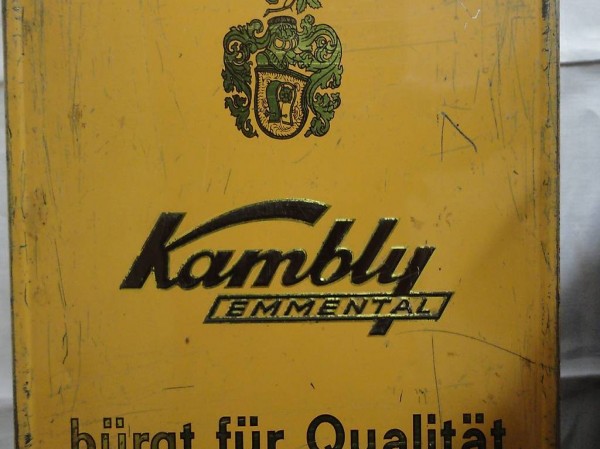 Kambly
EMMENTAL
bürgt für Qualität